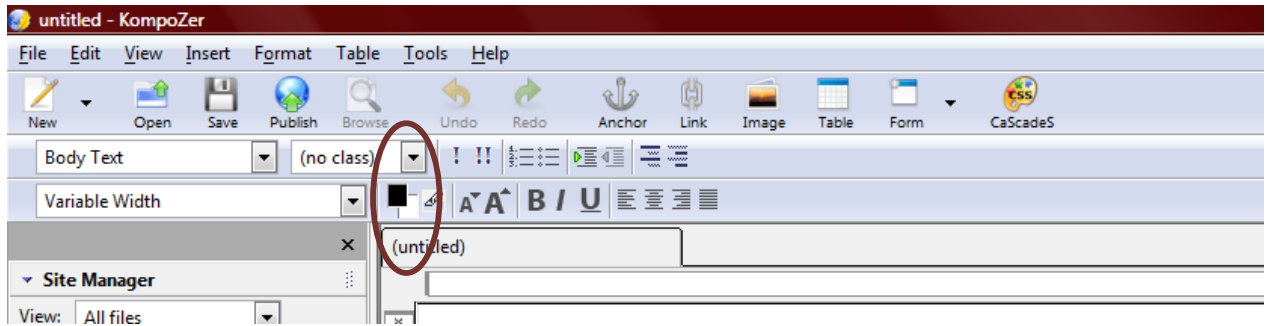 untitled - KompoZer
File Edit View Insert Format Table Tools Help
New Open Save Publish Browse Undo Redo Anchor Link Image Table Form CaScadeS
Body Text (no class) ! !!
Variable Width A A B I U
(untitled)
Site Manager
View: All files